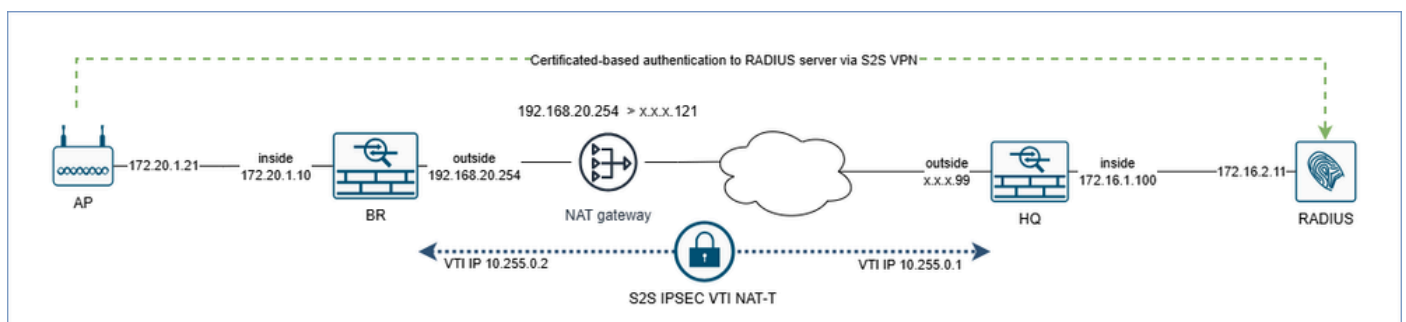 Certificated-based authentication to RADIUS server via S2S VPN
192.168.20.254 > x.x.x.121
172.20.1.21
inside
172.20.1.10
outside
192.168.20.254
outside
x.x.x.99
inside
172.16.1.100
172.16.2.11
AP
BR
NAT gateway
HQ
RADIUS
VTI IP 10.255.0.2
VTI IP 10.255.0.1
S2S IPSEC VTI NAT-T